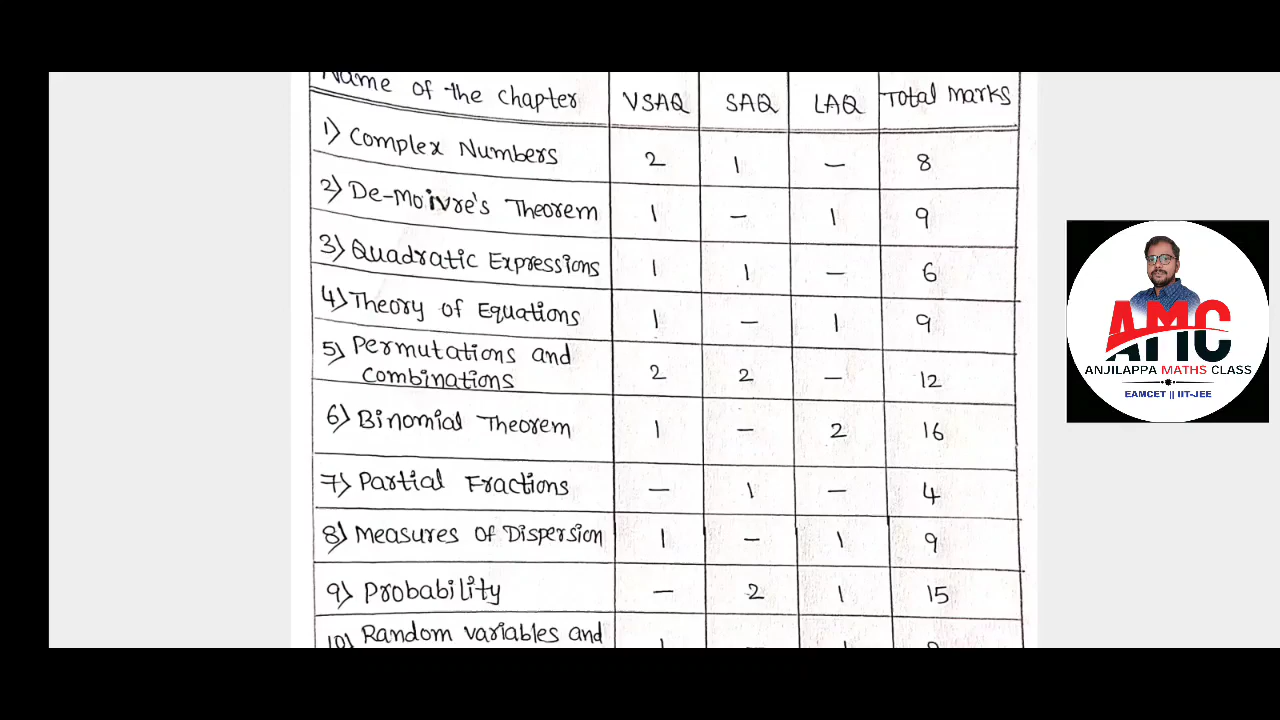 Name of the chapter VSAQ SAQ LAQ Total Marks
1) Complex Numbers 2 1 — 8
2) De-Moivre's Theorem 1 — 1 9
3) Quadratic Expressions 1 1 — 6
4) Theory of Equations 1 — 1 9
5) Permutations and
Combinations 2 2 — 12
6) Binomial Theorem 1 — 2 16
7) Partial Fractions — 1 — 4
8) Measures of Dispersion 1 — 1 9
9) Probability — 2 1 15
10) Random variables and
AMC
ANJILAPPA MATHS CLASS
EAMCET || IIT-JEE